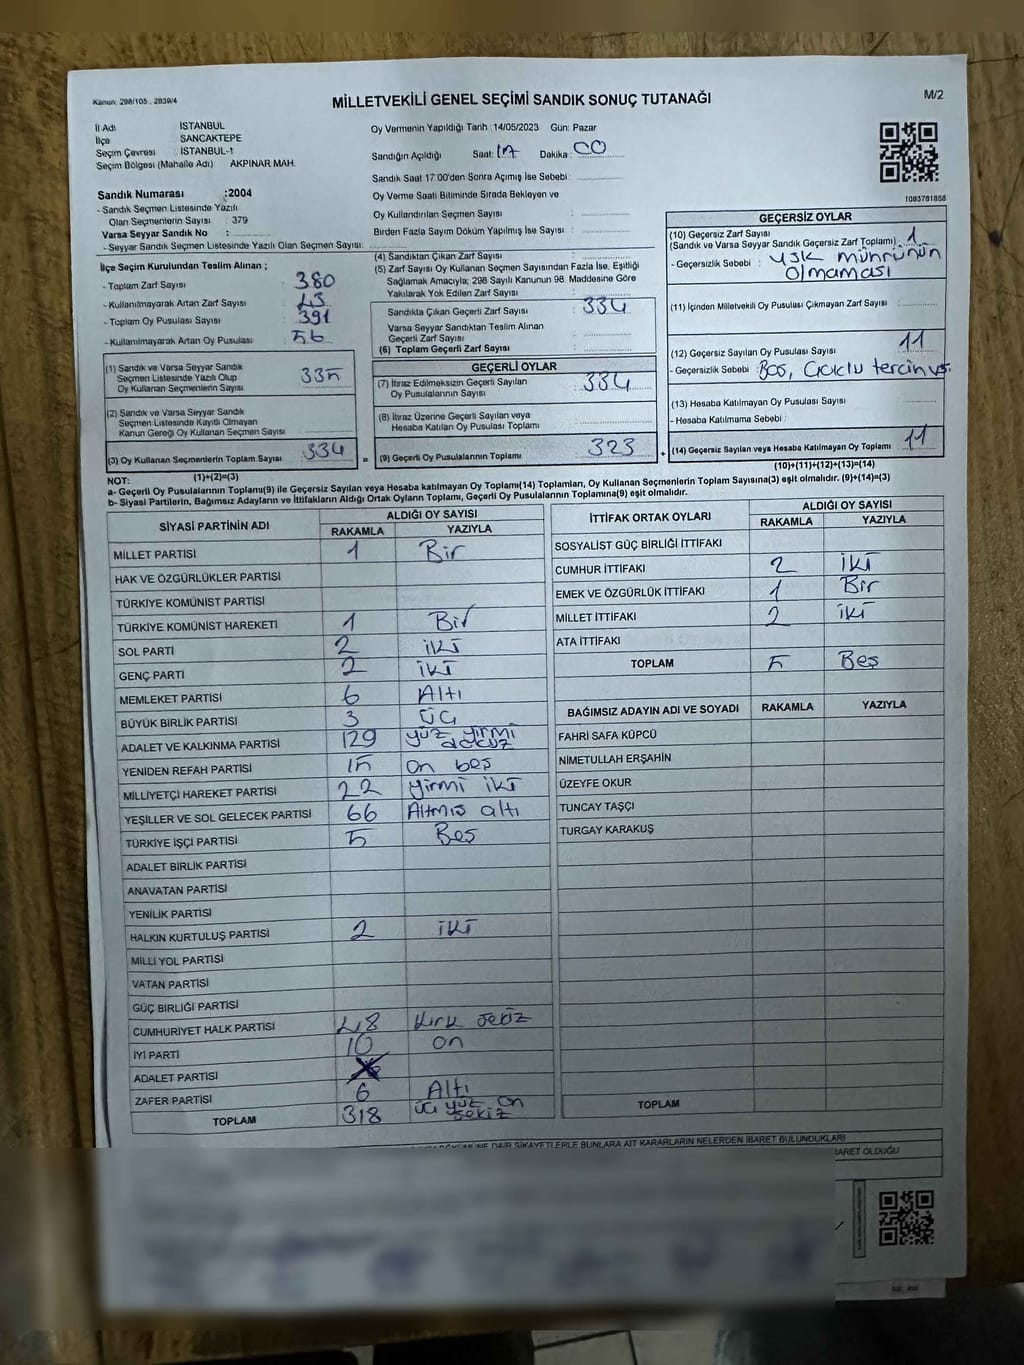 Kanun: 298/105 , 2839/4
MİLLETVEKİLİ GENEL SEÇİMİ SANDIK SONUÇ TUTANAĞI
M/2
İl Adı İSTANBUL
İlçe SANCAKTEPE
Seçim Çevresi : İSTANBUL-1
Seçim Bölgesi (Mahalle Adı) AKPINAR MAH.
Oy Vermenin Yapıldığı Tarih :14/05/2023 Gün: Pazar
Sandığın Açıldığı Saat: 17 Dakika : 00
Sandık Saat 17:00'den Sonra Açımış İse Sebebi :
Oy Verme Saati Bitiminde Sırada Bekleyen ve
Oy Kullandırılan Seçmen Sayısı :
Birden Fazla Sayım Döküm Yapılmış İse Sayısı :
1083781858
Sandık Numarası :2004
- Sandık Seçmen Listesinde Yazılı
Olan Seçmenlerin Sayısı : 379
Varsa Seyyar Sandık No :
- Seyyar Sandık Seçmen Listesinde Yazılı Olan Seçmen Sayısı:
İlçe Seçim Kurulundan Teslim Alınan ;
- Toplam Zarf Sayısı : 380
- Kullanılmayarak Artan Zarf Sayısı : 43
- Toplam Oy Pusulası Sayısı : 391
- Kullanılmayarak Artan Oy Pusulası : 56
(1) Sandık ve Varsa Seyyar Sandık
Seçmen Listesinde Yazılı Olup
Oy Kullanan Seçmenlerin Sayısı : 335
(2) Sandık ve Varsa Seyyar Sandık
Seçmen Listesinde Kayıtlı Olmayan
Kanun Gereği Oy Kullanan Seçmen Sayısı :
(3) Oy Kullanan Seçmenlerin Toplam Sayısı : 334
(1)+(2)=(3)
(4) Sandıktan Çıkan Zarf Sayısı :
(5) Zarf Sayısı Oy Kullanan Seçmen Sayısından Fazla İse, Eşitliği
Sağlamak Amacıyla; 298 Sayılı Kanunun 98. Maddesine Göre
Yakılarak Yok Edilen Zarf Sayısı :
Sandıkta Çıkan Geçerli Zarf Sayısı : 334
Varsa Seyyar Sandıktan Teslim Alınan
Geçerli Zarf Sayısı :
(6) Toplam Geçerli Zarf Sayısı :
GEÇERLİ OYLAR
(7) İtiraz Edilmeksizin Geçerli Sayılan
Oy Pusulalarının Sayısı : 334
(8) İtiraz Üzerine Geçerli Sayılan veya
Hesaba Katılan Oy Pusulası Toplamı :
(9) Geçerli Oy Pusulalarının Toplamı : 323
GEÇERSİZ OYLAR
(10) Geçersiz Zarf Sayısı
(Sandık ve Varsa Seyyar Sandık Geçersiz Zarf Toplamı) : 1
- Geçersizlik Sebebi : YSK mührünün
olmaması
(11) İçinden Milletvekili Oy Pusulası Çıkmayan Zarf Sayısı :
(12) Geçersiz Sayılan Oy Pusulası Sayısı : 11
- Geçersizlik Sebebi : Boş,
(13) Hesaba Katılmayan Oy Pusulası Sayısı :
- Hesaba Katılmama Sebebi :
(14) Geçersiz Sayılan veya Hesaba Katılmayan Oy Toplamı : 11
(10)+(11)+(12)+(13)=(14)
NOT:
a- Geçerli Oy Pusulalarının Toplamı(9) ile Geçersiz Sayılan veya Hesaba katılmayan Oy Toplamı(14) Toplamları, Oy Kullanan Seçmenlerin Toplam Sayısına(3) eşit olmalıdır. (9)+(14)=(3)
b- Siyasi Partilerin, Bağımsız Adayların ve İttifakların Aldığı Ortak Oyların Toplamı, Geçerli Oy Pusulalarının Toplamına(9) eşit olmalıdır.
SİYASİ PARTİNİN ADI ALDIĞI OY SAYISI
RAKAMLA YAZIYLA
MİLLET PARTİSİ 1 Bir
HAK VE ÖZGÜRLÜKLER PARTİSİ
TÜRKİYE KOMÜNİST PARTİSİ
TÜRKİYE KOMÜNİST HAREKETİ 1 Bir
SOL PARTİ 2 iki
GENÇ PARTİ 2 iki
MEMLEKET PARTİSİ 6 Altı
BÜYÜK BİRLİK PARTİSİ 3 üç
ADALET VE KALKINMA PARTİSİ 129 yüz yirmi dokuz
YENİDEN REFAH PARTİSİ 15 on beş
MİLLİYETÇİ HAREKET PARTİSİ 22 yirmi iki
YEŞİLLER VE SOL GELECEK PARTİSİ 66 Altmış altı
TÜRKİYE İŞÇİ PARTİSİ 5 Beş
ADALET BİRLİK PARTİSİ
ANAVATAN PARTİSİ
YENİLİK PARTİSİ
HALKIN KURTULUŞ PARTİSİ 2 iki
MİLLİ YOL PARTİSİ
VATAN PARTİSİ
GÜÇ BİRLİĞİ PARTİSİ
CUMHURİYET HALK PARTİSİ 48 kırk sekiz
İYİ PARTİ 10 on
ADALET PARTİSİ
ZAFER PARTİSİ 6 Altı
TOPLAM 318 üç yüz on sekiz
İTTİFAK ORTAK OYLARI ALDIĞI OY SAYISI
RAKAMLA YAZIYLA
SOSYALİST GÜÇ BİRLİĞİ İTTİFAKI
CUMHUR İTTİFAKI 2 iki
EMEK VE ÖZGÜRLÜK İTTİFAKI 1 Bir
MİLLET İTTİFAKI 2 iki
ATA İTTİFAKI
TOPLAM 5 Beş
BAĞIMSIZ ADAYIN ADI VE SOYADI RAKAMLA YAZIYLA
FAHRİ SAFA KÜPCÜ
NİMETULLAH ERŞAHİN
ÜZEYFE OKUR
TUNCAY TAŞÇI
TURGAY KARAKUŞ
TOPLAM
DAİR ŞİKAYETLERLE BUNLARA AİT KARARLARIN NELERDEN İBARET BULUNDUKLARI
OLDUĞU